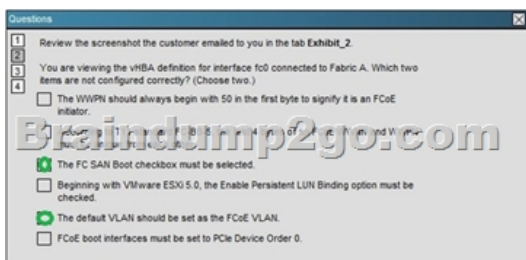 Questions
1
2
3
4
Review the screenshot the customer emailed to you in the tab Exhibit_2.
You are viewing the vHBA definition for interface fc0 connected to Fabric A. Which two
items are not configured correctly? (Choose two.)
The WWPN should always begin with 50 in the first byte to signify it is an FCoE
initiator.
Braindump2go.com
The FC SAN Boot checkbox must be selected.
Beginning with VMware ESXi 5.0, the Enable Persistent LUN Binding option must be
checked.
The default VLAN should be set as the FCoE VLAN.
FCoE boot interfaces must be set to PCIe Device Order 0.